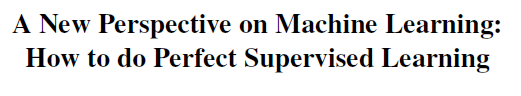 A New Perspective on Machine Learning:
How to do Perfect Supervised Learning